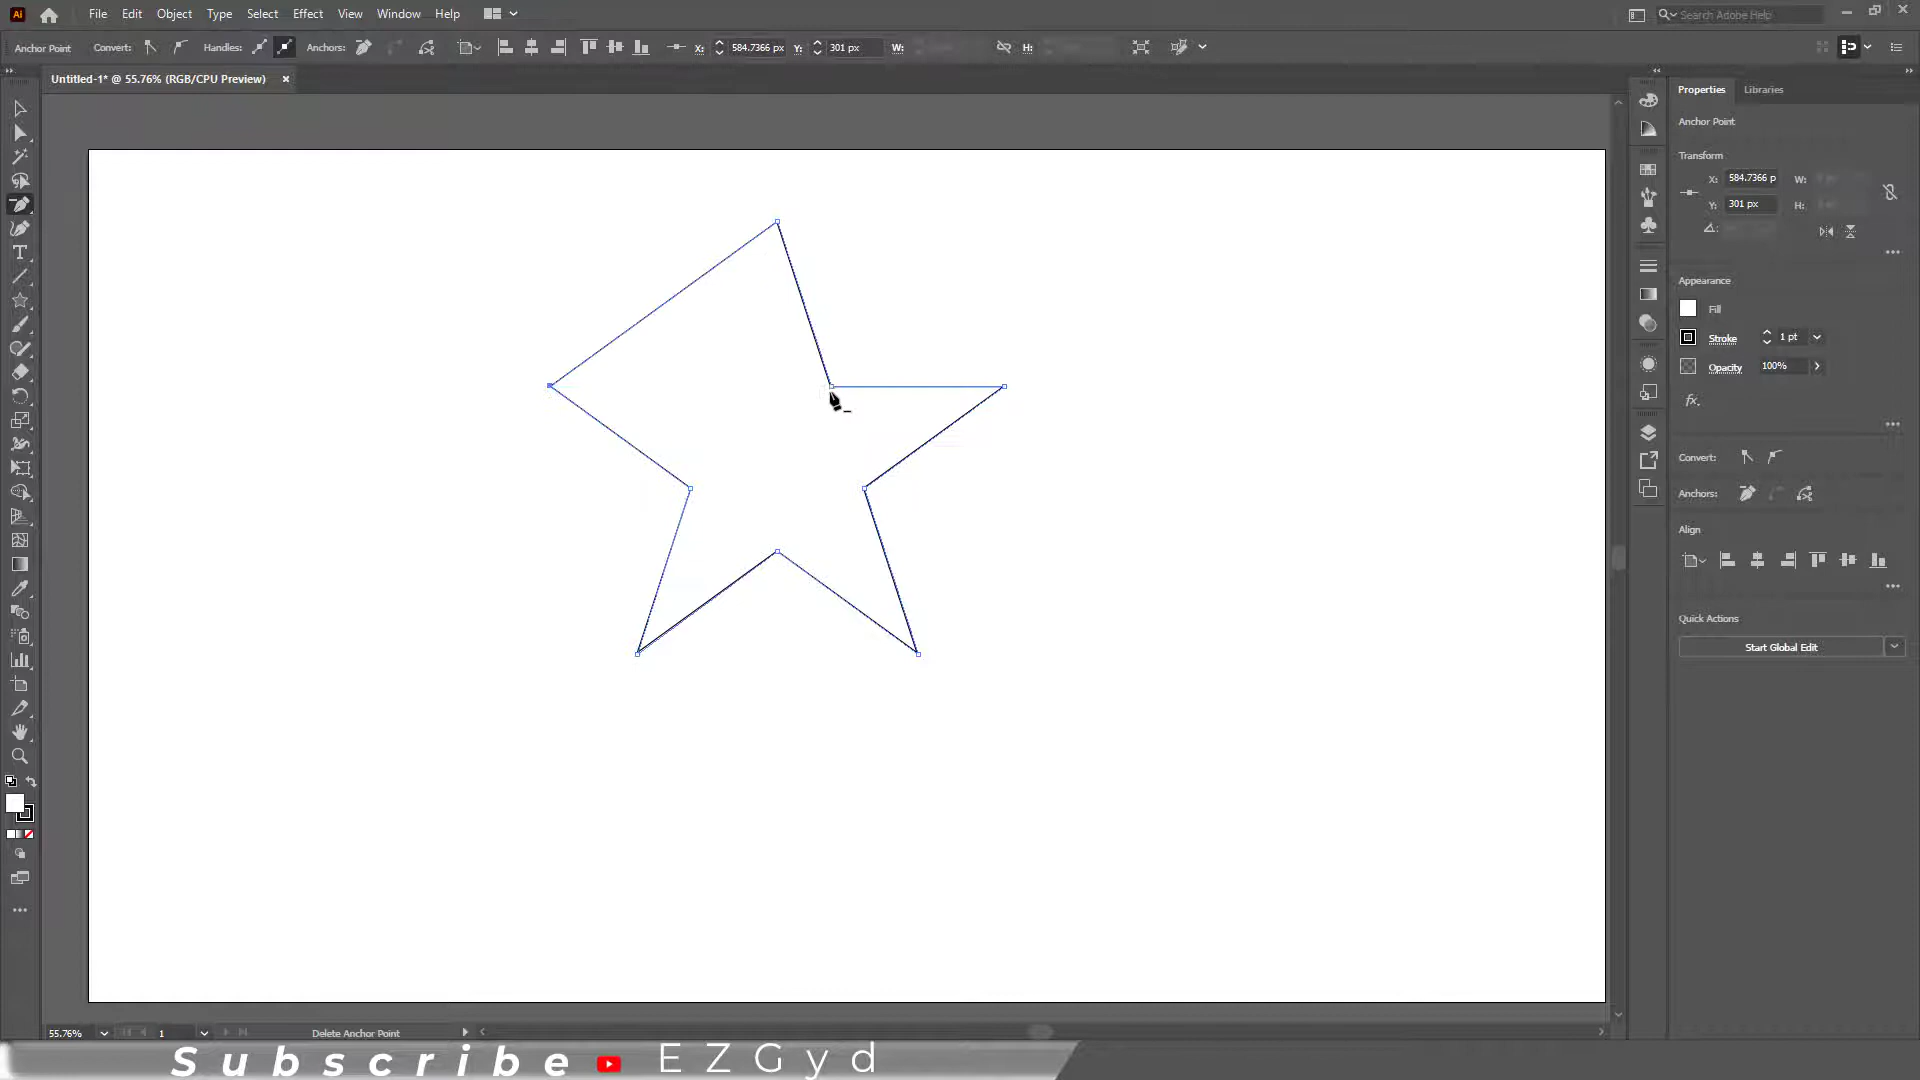 Ai File Edit Object Type Select Effect View Window Help Search Adobe Help
Anchor Point Convert: Handles: Anchors: X: 584.7366 px Y: 301 px W: H:
Untitled-1* @ 55.76% (RGB/CPU Preview) ×
Properties Libraries
Anchor Point
Transform
X: 584.7366 p W:
Y: 301 px H:
Appearance
Fill
Stroke 1 pt
Opacity 100%
fx.
Convert:
Anchors:
Align
Quick Actions
Start Global Edit
55.76% 1 Delete Anchor Point
Subscribe EZGyd